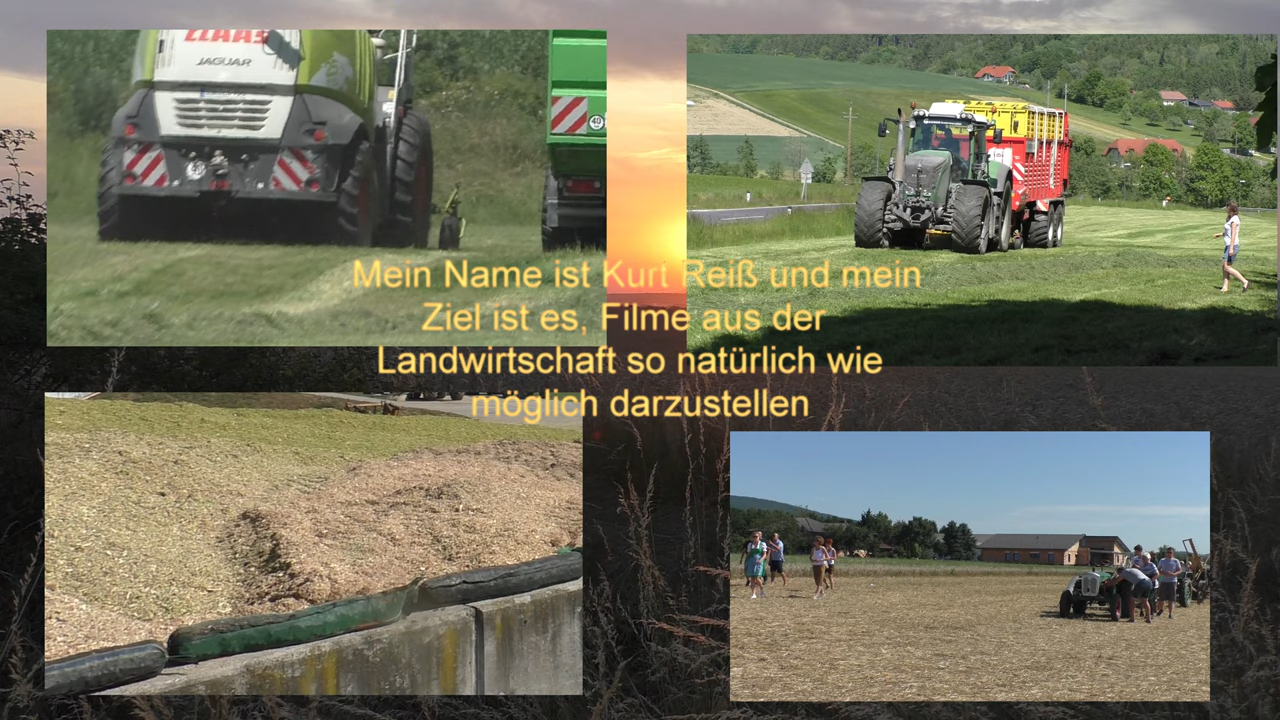 CLAAS
JAGUAR
40
Mein Name ist Kurt Reiß und mein
Ziel ist es, Filme aus der
Landwirtschaft so natürlich wie
möglich darzustellen